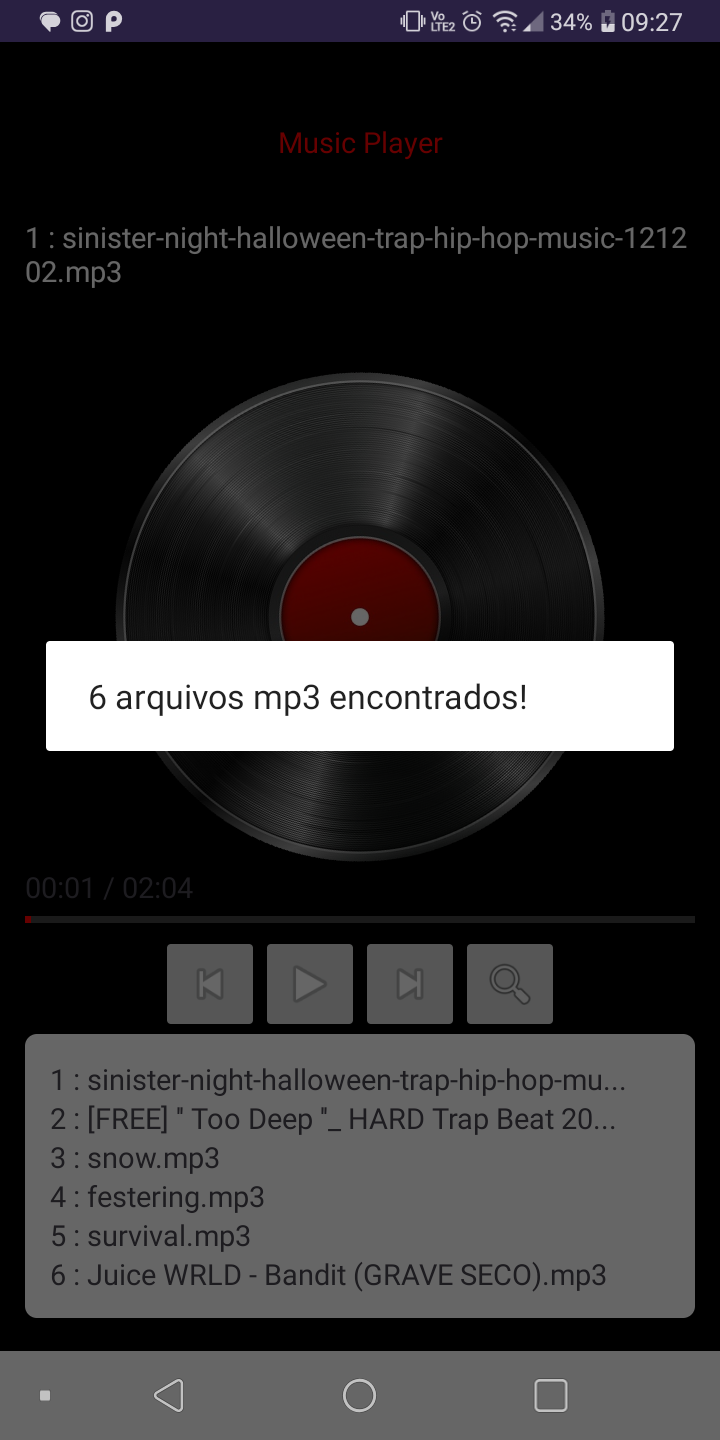 Vo
LTE2
34%
09:27
Music Player
1 : sinister-night-halloween-trap-hip-hop-music-1212
02.mp3
6 arquivos mp3 encontrados!
00:01 / 02:04
1 : sinister-night-halloween-trap-hip-hop-mu...
2 : [FREE] " Too Deep "_ HARD Trap Beat 20...
3 : snow.mp3
4 : festering.mp3
5 : survival.mp3
6 : Juice WRLD - Bandit (GRAVE SECO).mp3